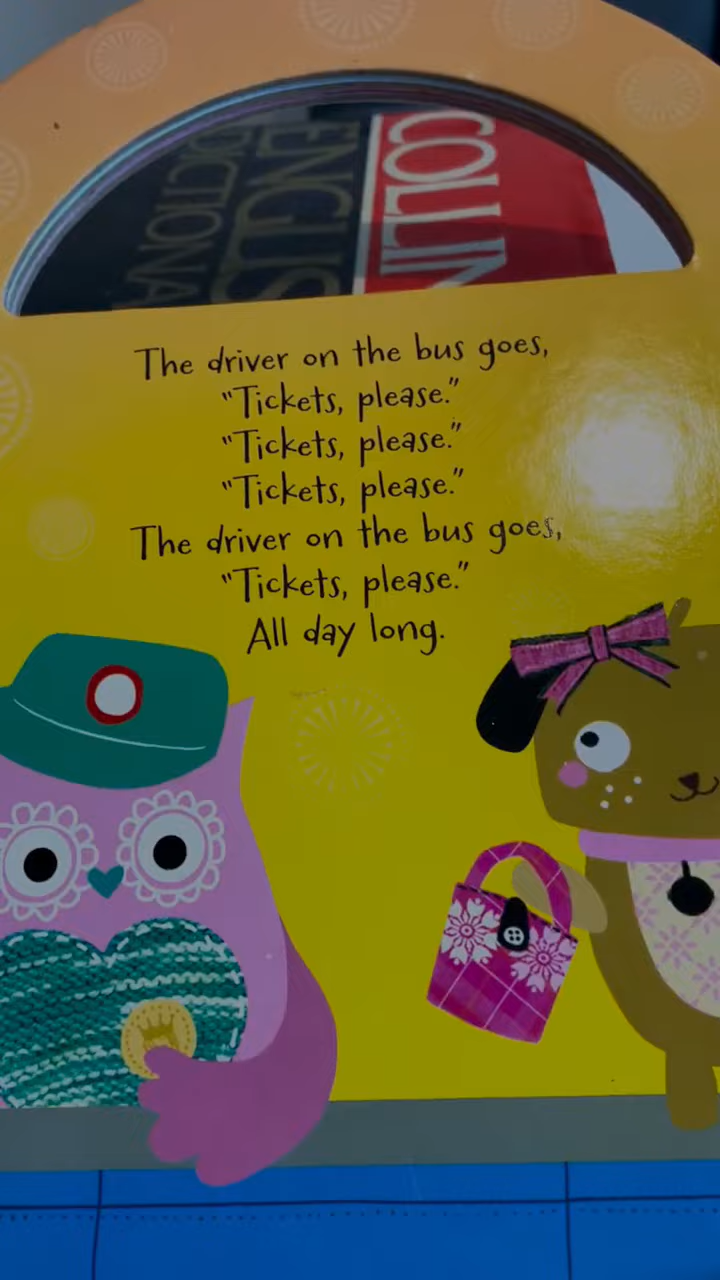 COLLIN
ENGLIS
DICTIONA
The driver on the bus goes,
“Tickets, please.”
“Tickets, please.”
“Tickets, please.”
The driver on the bus goes,
“Tickets, please.”
All day long.